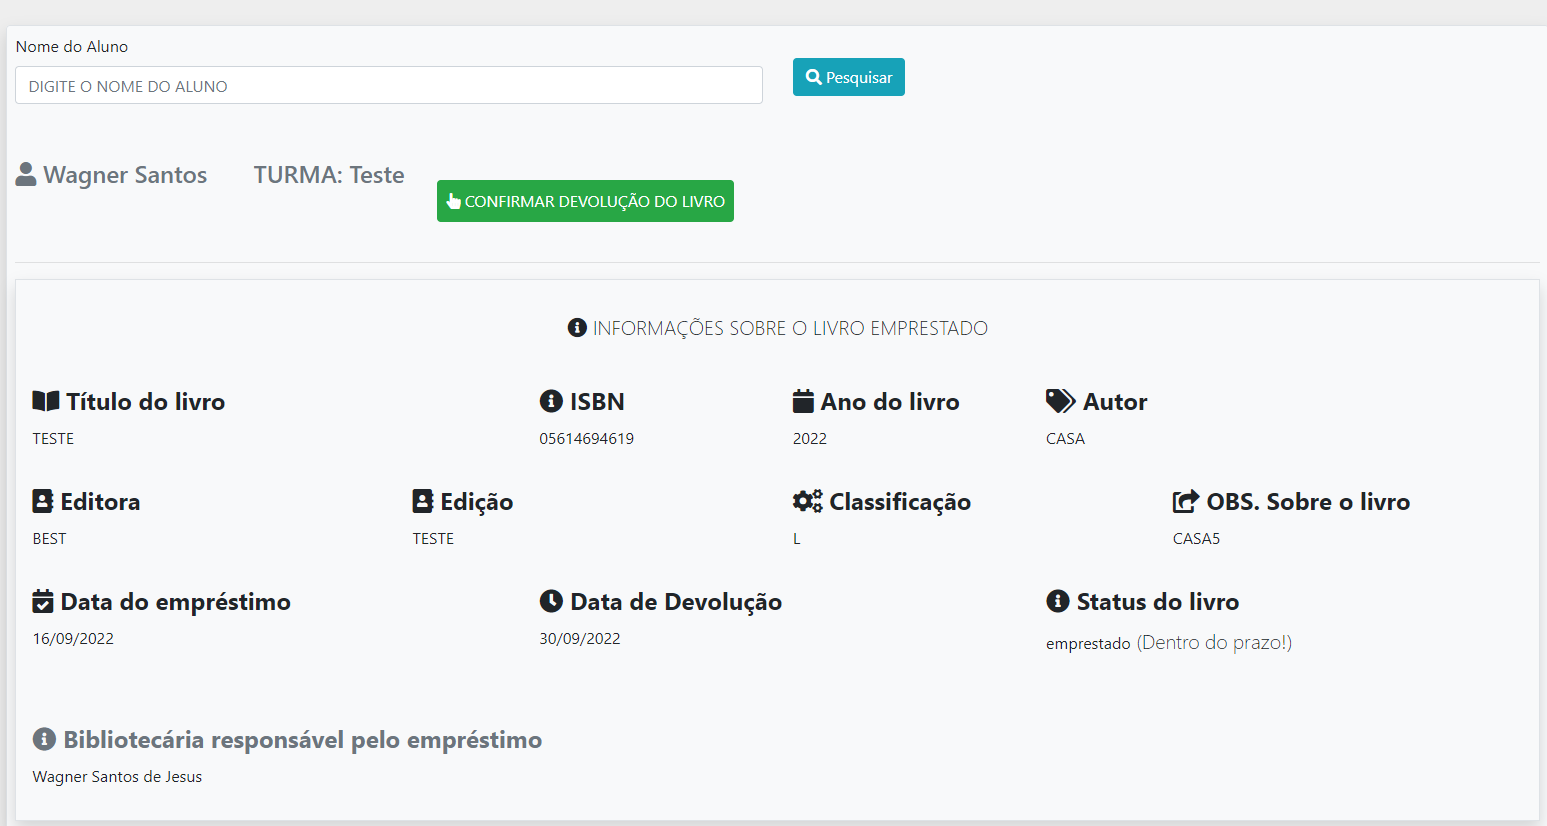 Nome do Aluno
DIGITE O NOME DO ALUNO
Pesquisar
Wagner Santos TURMA: Teste
CONFIRMAR DEVOLUÇÃO DO LIVRO
INFORMAÇÕES SOBRE O LIVRO EMPRESTADO
Título do livro ISBN Ano do livro Autor
TESTE 05614694619 2022 CASA
Editora Edição Classificação OBS. Sobre o livro
BEST TESTE L CASA5
Data do empréstimo Data de Devolução Status do livro
16/09/2022 30/09/2022 emprestado (Dentro do prazo!)
Bibliotecária responsável pelo empréstimo
Wagner Santos de Jesus